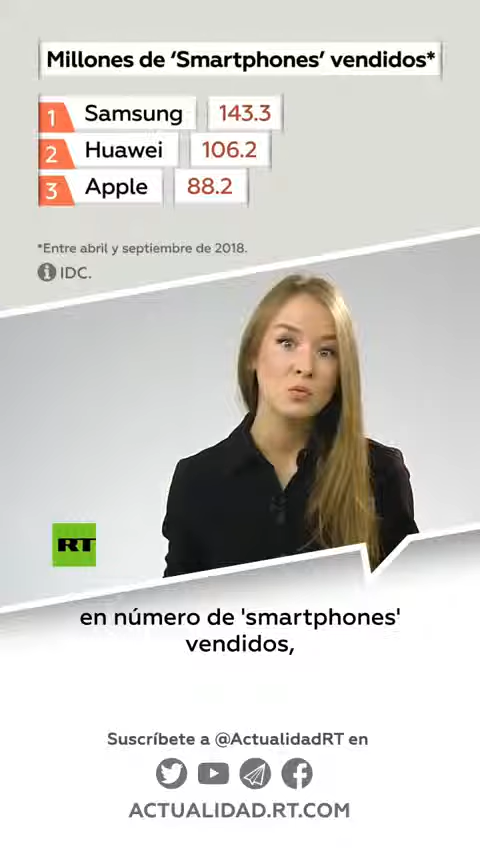 Millones de ‘Smartphones’ vendidos*
1 Samsung 143.3
2 Huawei 106.2
3 Apple 88.2
*Entre abril y septiembre de 2018.
IDC.
RT
en número de 'smartphones'
vendidos,
Suscríbete a @ActualidadRT en
ACTUALIDAD.RT.COM